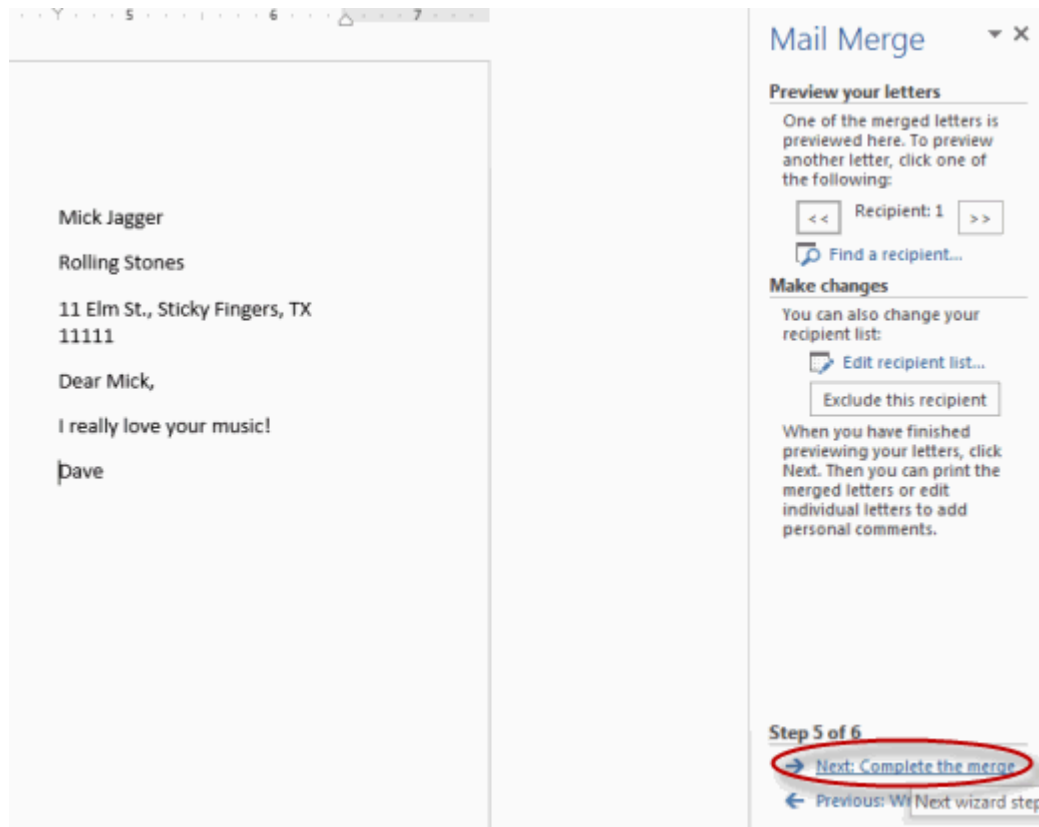 5 6 7
Mail Merge
Preview your letters
One of the merged letters is
previewed here. To preview
another letter, click one of
the following:
<< Recipient: 1 >>
Find a recipient...
Make changes
You can also change your
recipient list:
Edit recipient list...
Exclude this recipient
When you have finished
previewing your letters, click
Next. Then you can print the
merged letters or edit
individual letters to add
personal comments.
Step 5 of 6
Next: Complete the merge
Previous: Wr
Next wizard step
Mick Jagger
Rolling Stones
11 Elm St., Sticky Fingers, TX
11111
Dear Mick,
I really love your music!
Dave